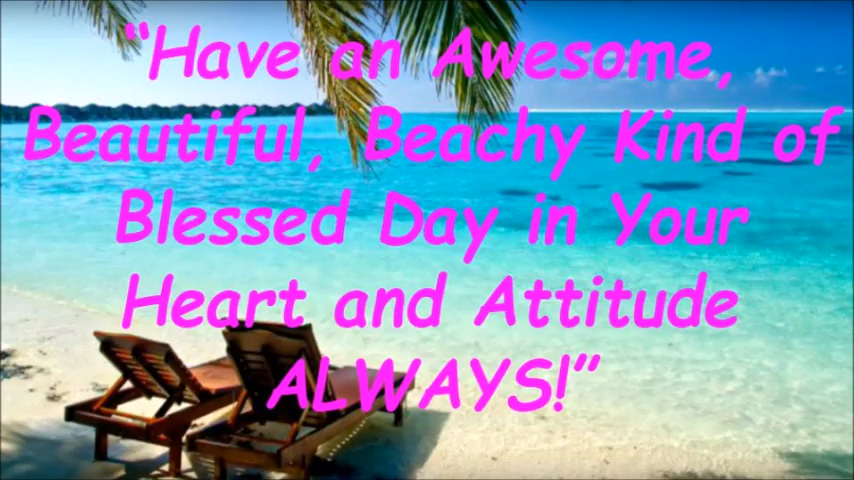 “Have an Awesome,
Beautiful, Beachy Kind of
Blessed Day in Your
Heart and Attitude
ALWAYS!”